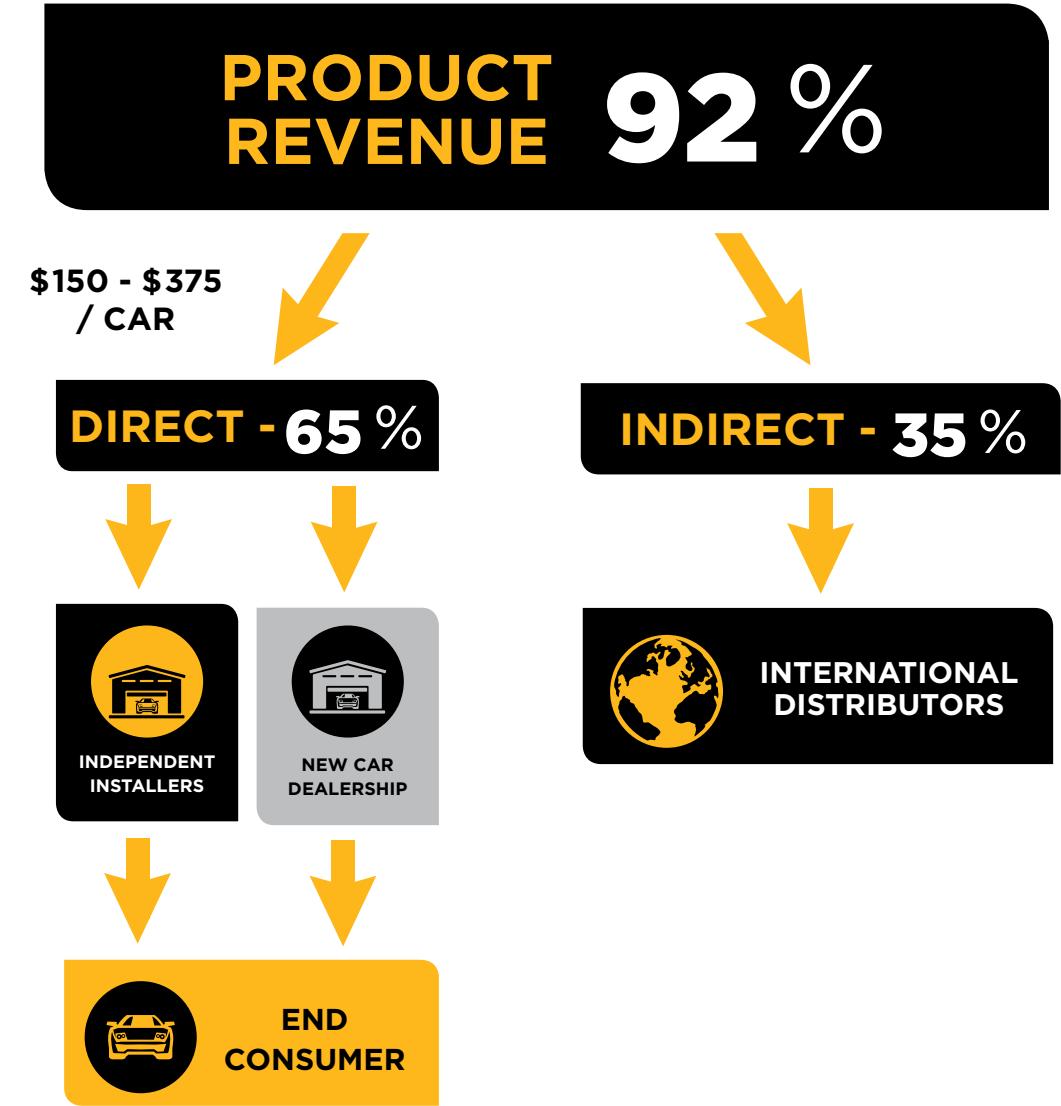 PRODUCT
REVENUE 92 %
$150 - $375
/ CAR
DIRECT - 65 %
INDIRECT - 35 %
INDEPENDENT
INSTALLERS
NEW CAR
DEALERSHIP
INTERNATIONAL
DISTRIBUTORS
END
CONSUMER